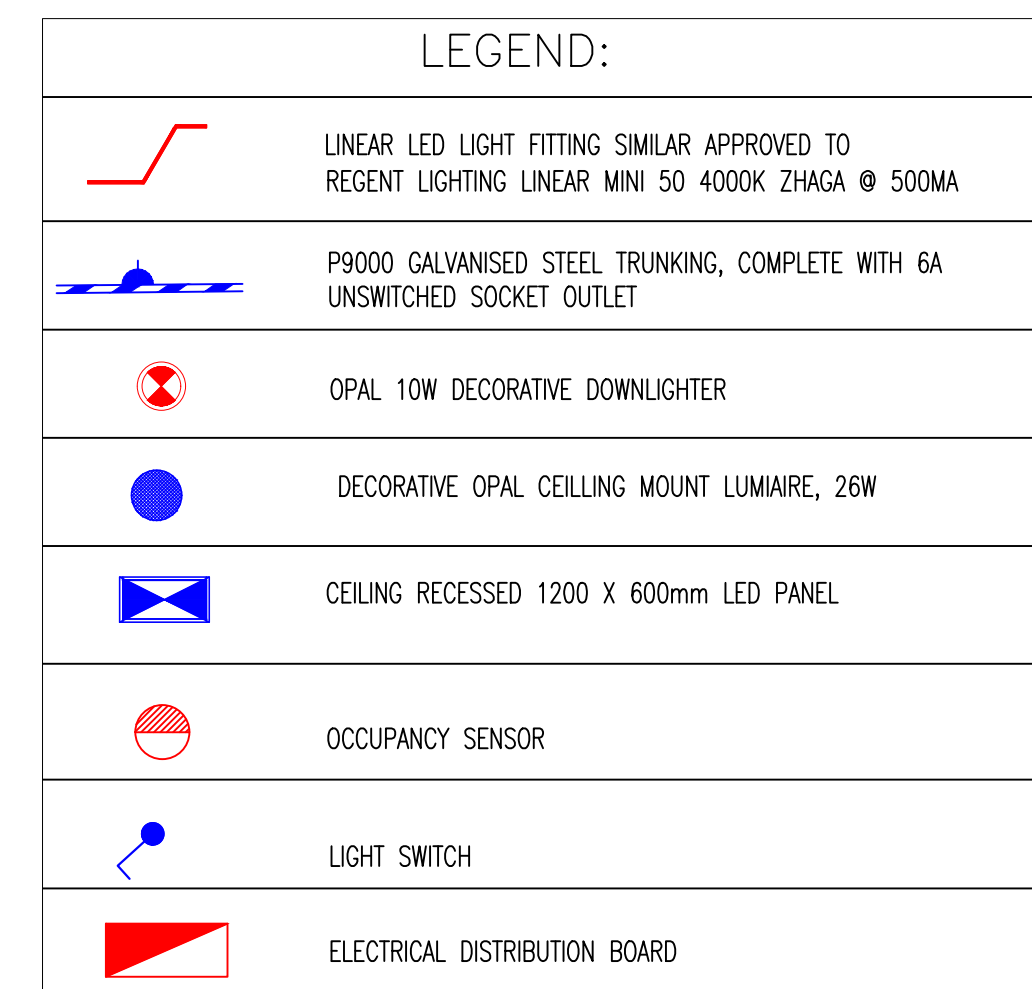 LEGEND:
LINEAR LED LIGHT FITTING SIMILAR APPROVED TO
REGENT LIGHTING LINEAR MINI 50 4000K ZHAGA @ 500MA
P9000 GALVANISED STEEL TRUNKING, COMPLETE WITH 6A
UNSWITCHED SOCKET OUTLET
OPAL 10W DECORATIVE DOWNLIGHTER
DECORATIVE OPAL CEILLING MOUNT LUMIAIRE, 26W
CEILING RECESSED 1200 X 600mm LED PANEL
OCCUPANCY SENSOR
LIGHT SWITCH
ELECTRICAL DISTRIBUTION BOARD